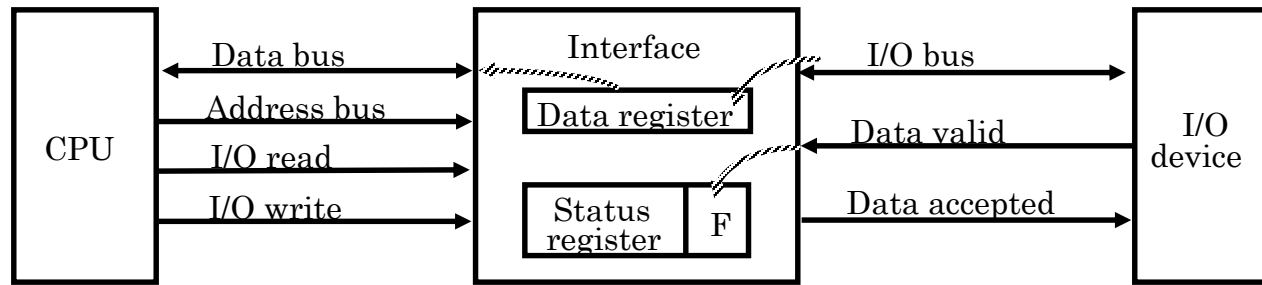 CPU
Data bus
Address bus
I/O read
I/O write
Interface
Data register
Status
register
F
I/O bus
Data valid
Data accepted
I/O
device